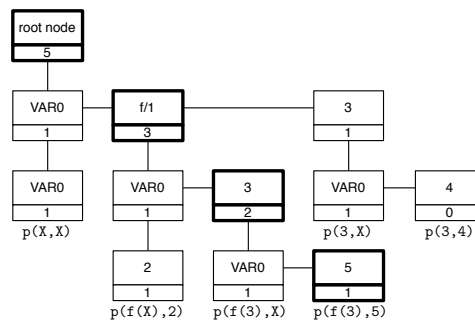 root node
5
VAR0 f/1 3
1 3 1
VAR0 VAR0 3 VAR0 4
1 1 2 1 0
p(X,X) p(3,X) p(3,4)
2 VAR0 5
1 1 1
p(f(X),2) p(f(3),X) p(f(3),5)